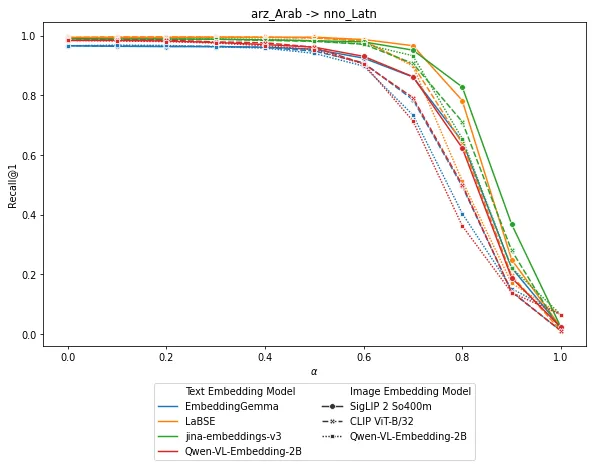 arz_Arab -> nno_Latn
Recall@1
1.0
0.8
0.6
0.4
0.2
0.0
0.0 0.2 0.4 0.6 0.8 1.0
α
Text Embedding Model
EmbeddingGemma
LaBSE
jina-embeddings-v3
Qwen-VL-Embedding-2B
Image Embedding Model
SigLIP 2 So400m
CLIP ViT-B/32
Qwen-VL-Embedding-2B